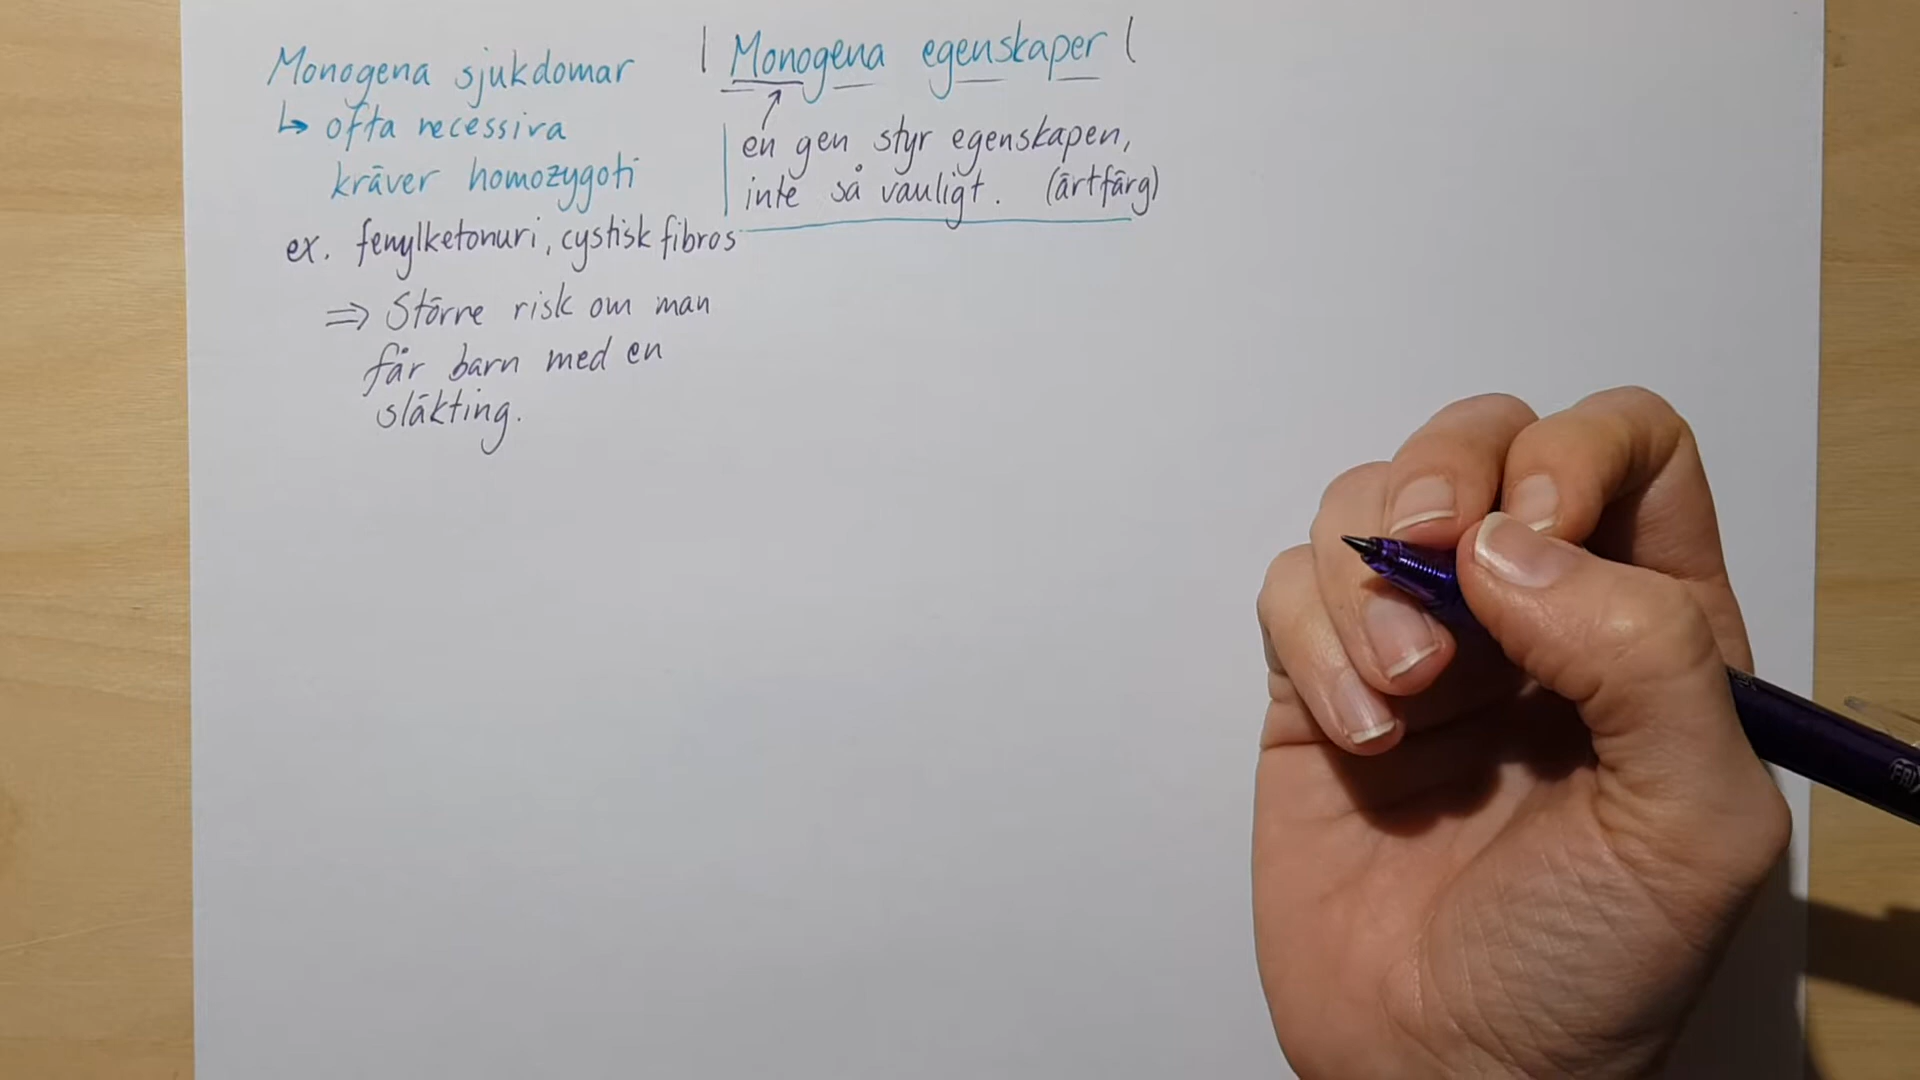 Monogena egenskaper
en gen styr egenskapen,
inte så vanligt. (ärtfärg)
Monogena sjukdomar
↳ ofta recessiva
kräver homozygoti
ex. fenylketonuri, cystisk fibros
⇒ Större risk om man
får barn med en
släkting.